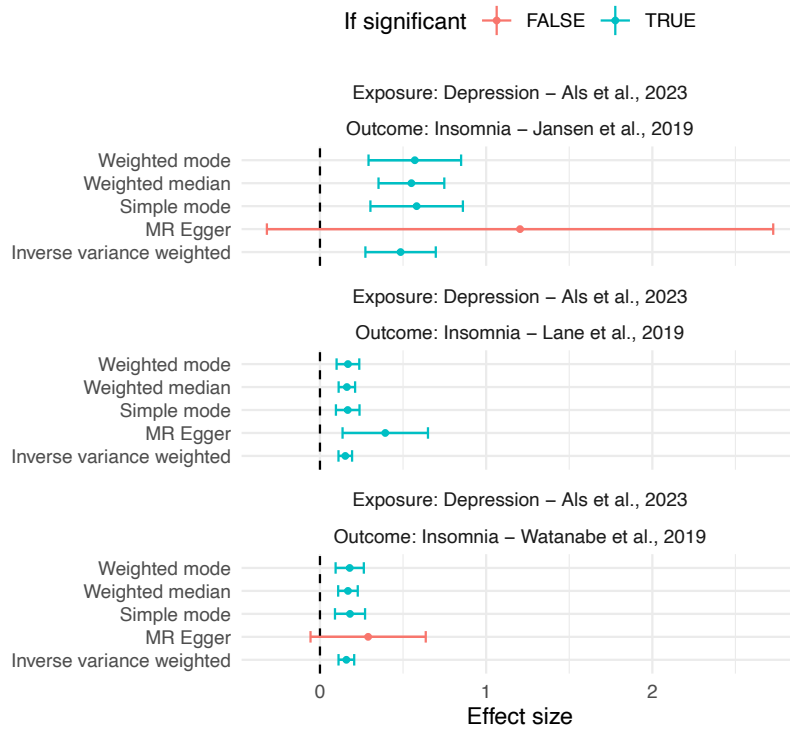 If significant FALSE TRUE
Exposure: Depression – Als et al., 2023
Outcome: Insomnia – Jansen et al., 2019
Weighted mode
Weighted median
Simple mode
MR Egger
Inverse variance weighted
Exposure: Depression – Als et al., 2023
Outcome: Insomnia – Lane et al., 2019
Weighted mode
Weighted median
Simple mode
MR Egger
Inverse variance weighted
Exposure: Depression – Als et al., 2023
Outcome: Insomnia – Watanabe et al., 2019
Weighted mode
Weighted median
Simple mode
MR Egger
Inverse variance weighted
0 1 2
Effect size